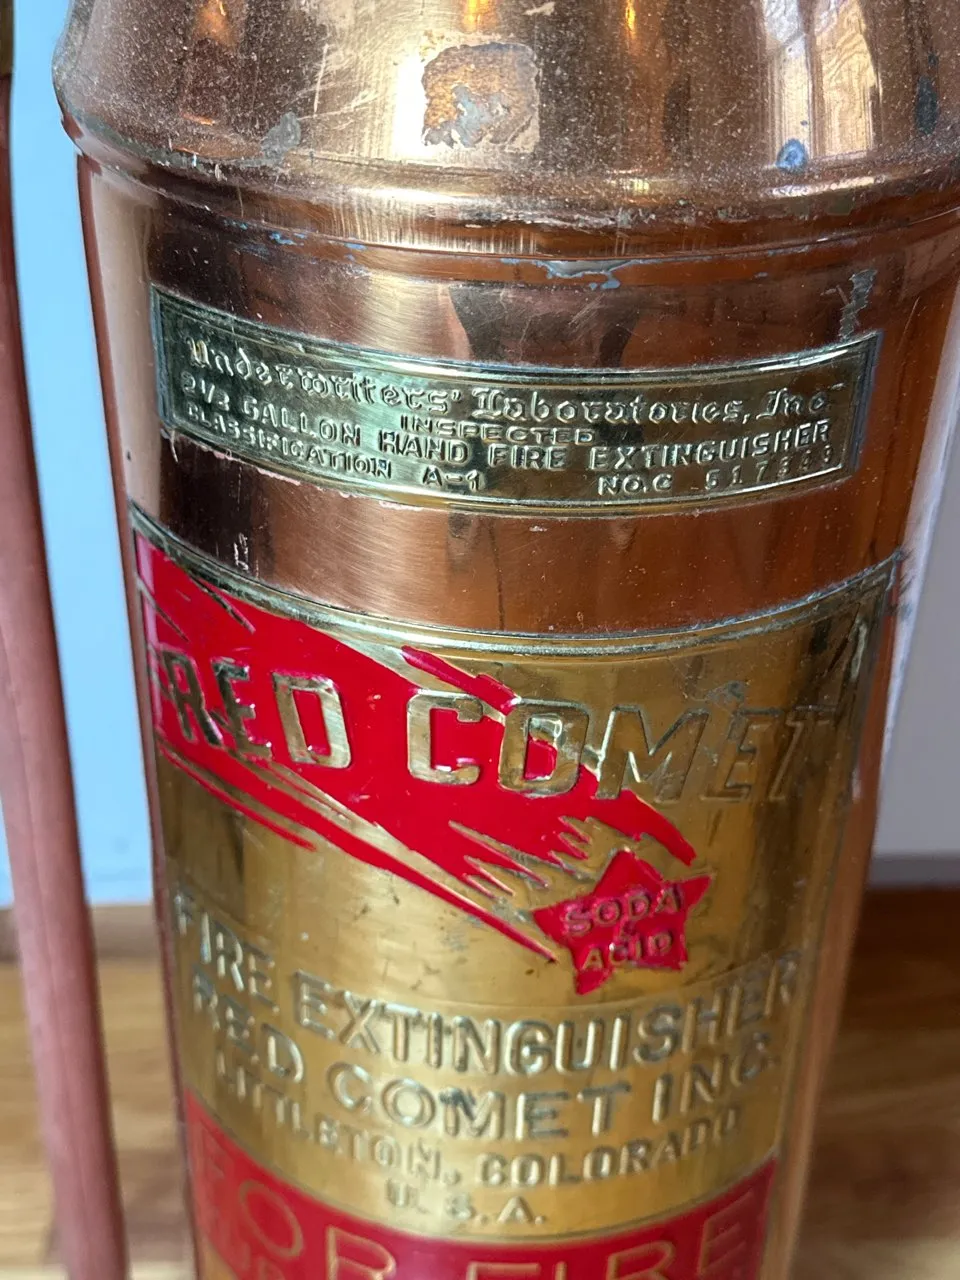 Underwriters' Laboratories, Inc.
INSPECTED
2 1/2 GALLON HAND FIRE EXTINGUISHER
CLASSIFICATION A-1 NO.C
RED COMET
SODA
&
ACID
FIRE EXTINGUISHER
RED COMET INC.
LITTLETON, COLORADO
U.S.A.
FOR FIRE